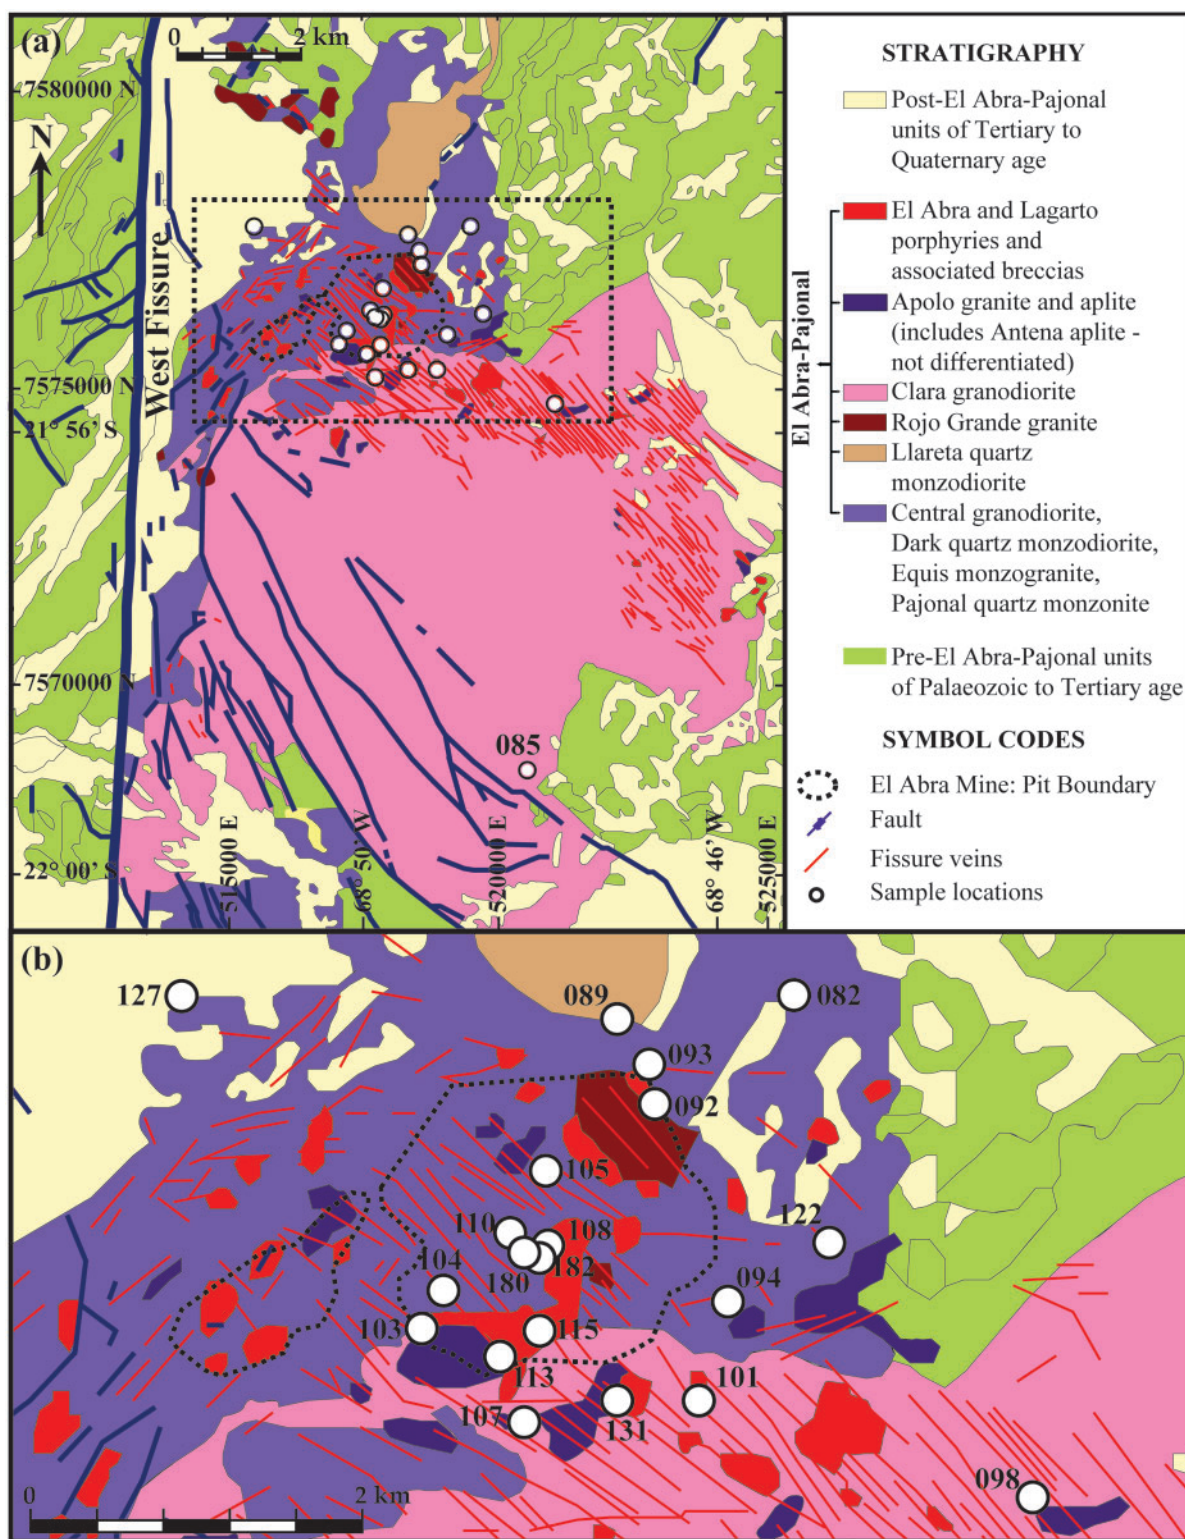 (a)
0 2 km
7580000 N
N
West Fissure
7575000 N
21° 56' S
7570000 N
085
22° 00' S
515000 E
68° 50' W
520000 E
68° 46' W
525000 E
STRATIGRAPHY
Post-El Abra-Pajonal
units of Tertiary to
Quaternary age
El Abra-Pajonal
El Abra and Lagarto
porphyries and
associated breccias
Apolo granite and aplite
(includes Antena aplite -
not differentiated)
Clara granodiorite
Rojo Grande granite
Llareta quartz
monzodiorite
Central granodiorite,
Dark quartz monzodiorite,
Equis monzogranite,
Pajonal quartz monzonite
Pre-El Abra-Pajonal units
of Palaeozoic to Tertiary age
SYMBOL CODES
El Abra Mine: Pit Boundary
Fault
Fissure veins
Sample locations
(b)
127
089
082
093
092
105
110
108
122
104
180
182
094
103
115
113
101
107
131
098
0 2 km